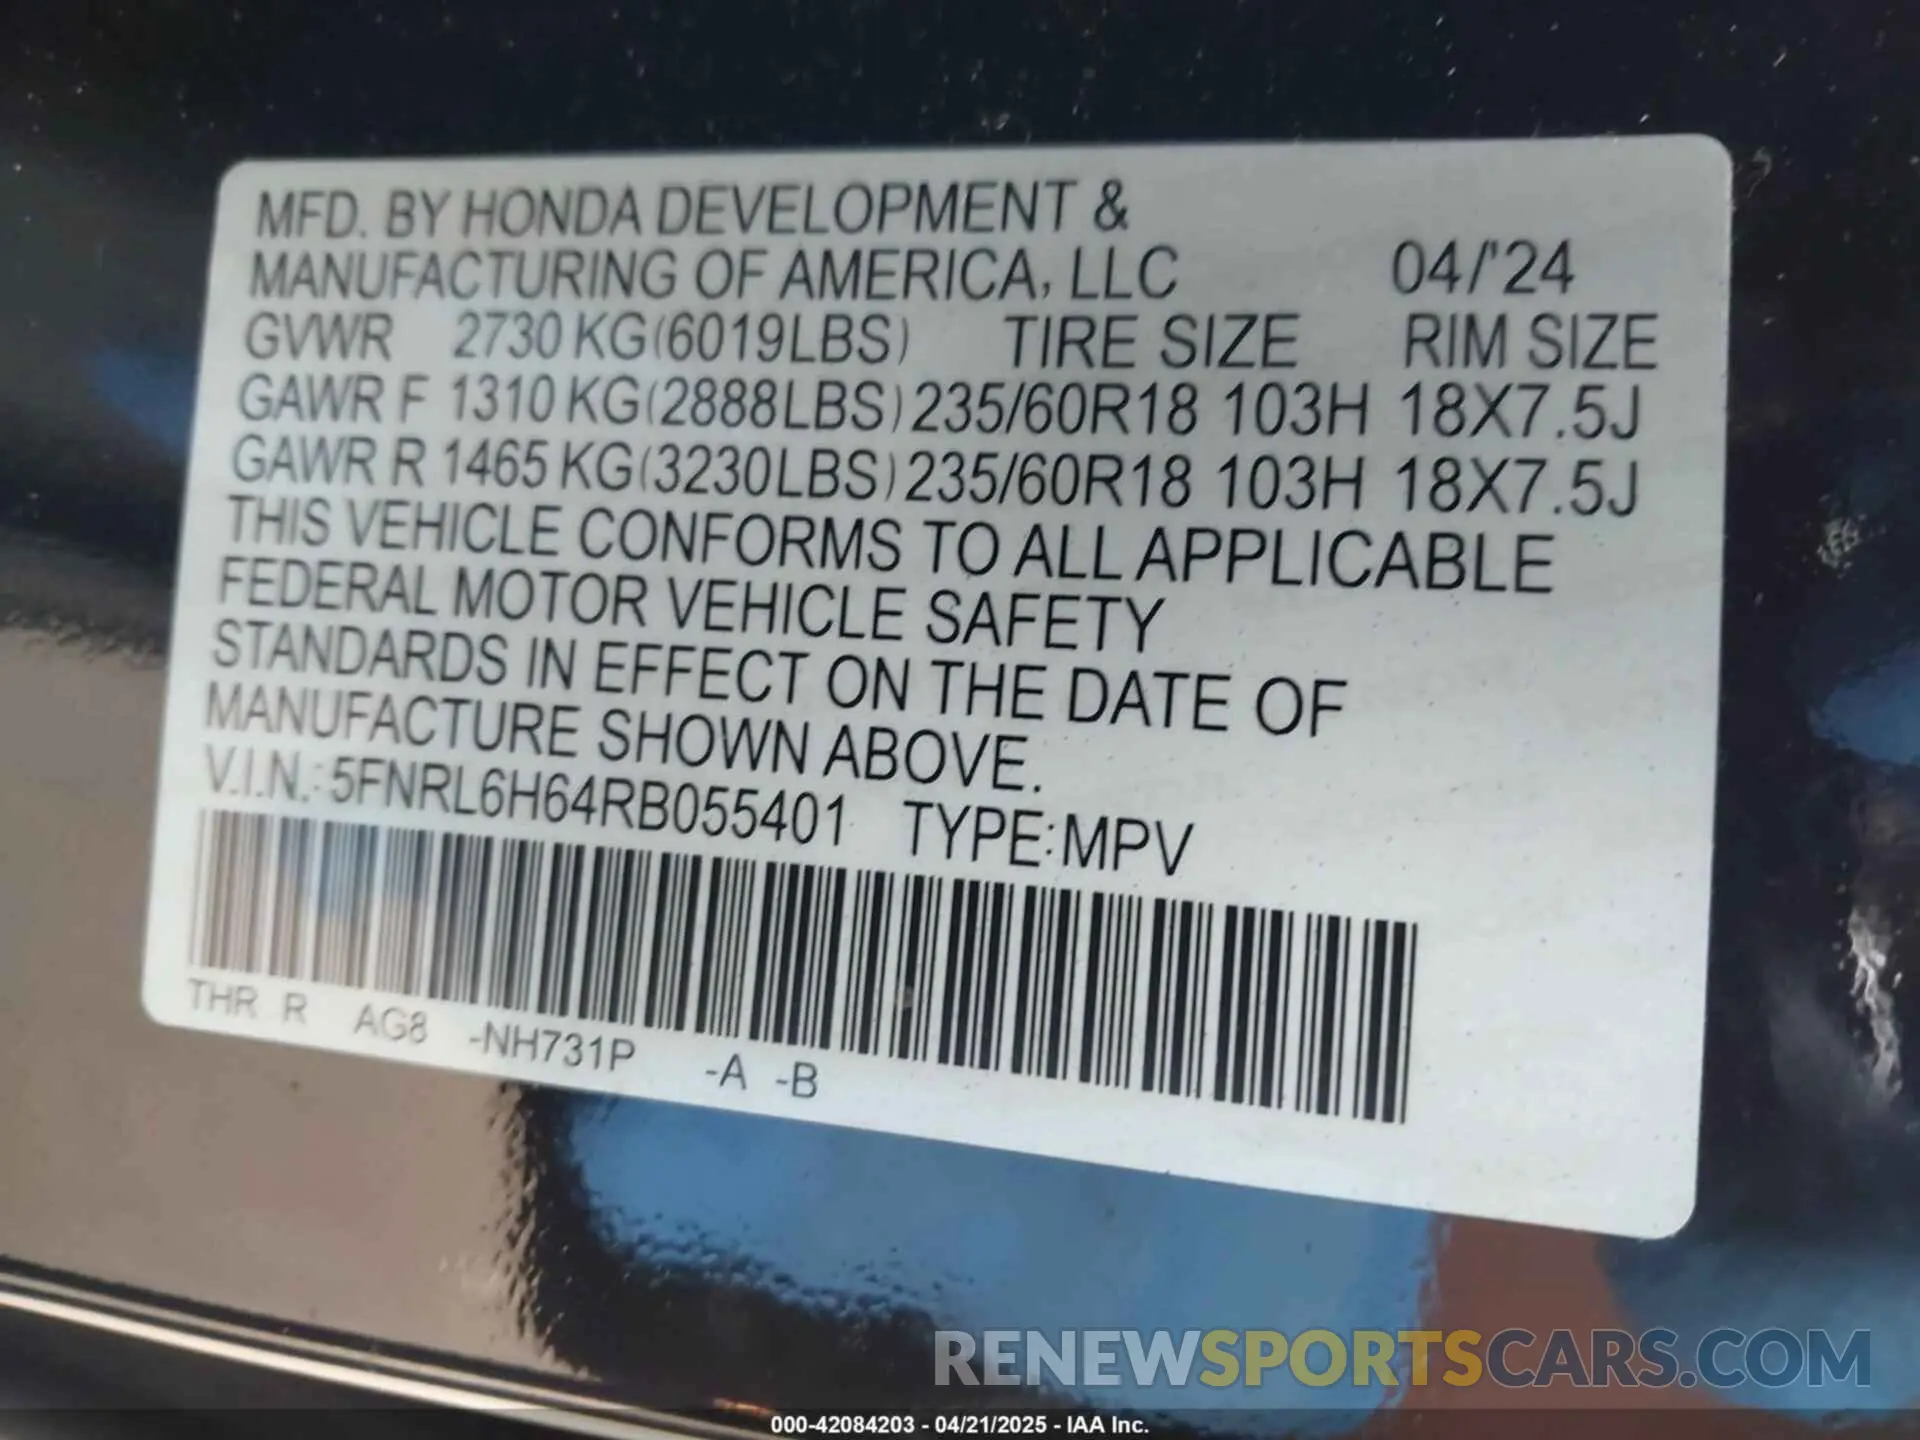 MFD. BY HONDA DEVELOPMENT &
MANUFACTURING OF AMERICA, LLC 04/'24
GVWR 2730 KG(6019LBS) TIRE SIZE RIM SIZE
GAWR F 1310 KG(2888LBS) 235/60R18 103H 18X7.5J
GAWR R 1465 KG(3230LBS) 235/60R18 103H 18X7.5J
THIS VEHICLE CONFORMS TO ALL APPLICABLE
FEDERAL MOTOR VEHICLE SAFETY
STANDARDS IN EFFECT ON THE DATE OF
MANUFACTURE SHOWN ABOVE.
V.I.N.: 5FNRL6H64RB055401 TYPE:MPV
THR R AG8 -NH731P -A -B
RENEWSPORTSCARS.COM
000-42084203 - 04/21/2025 - IAA Inc.